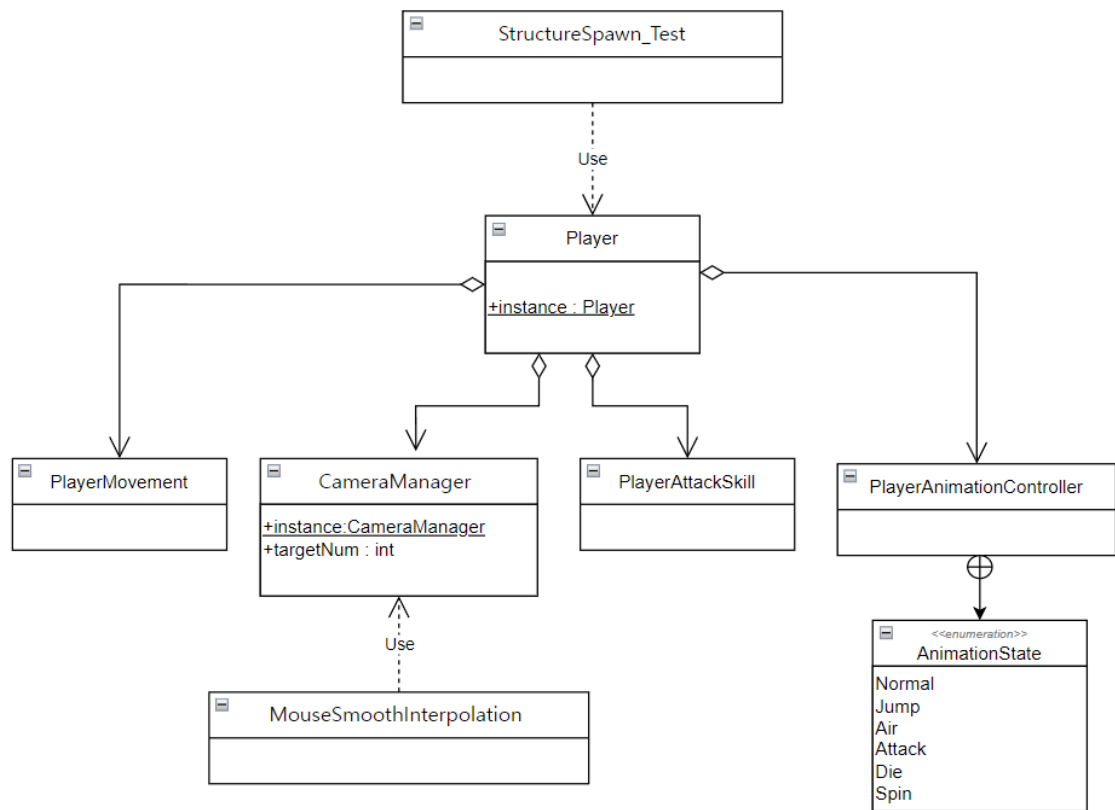 StructureSpawn_Test
Use
Player
+instance : Player
PlayerMovement
CameraManager
+instance:CameraManager
+targetNum : int
PlayerAttackSkill
PlayerAnimationController
Use
MouseSmoothInterpolation
<<enumeration>>
AnimationState
Normal
Jump
Air
Attack
Die
Spin